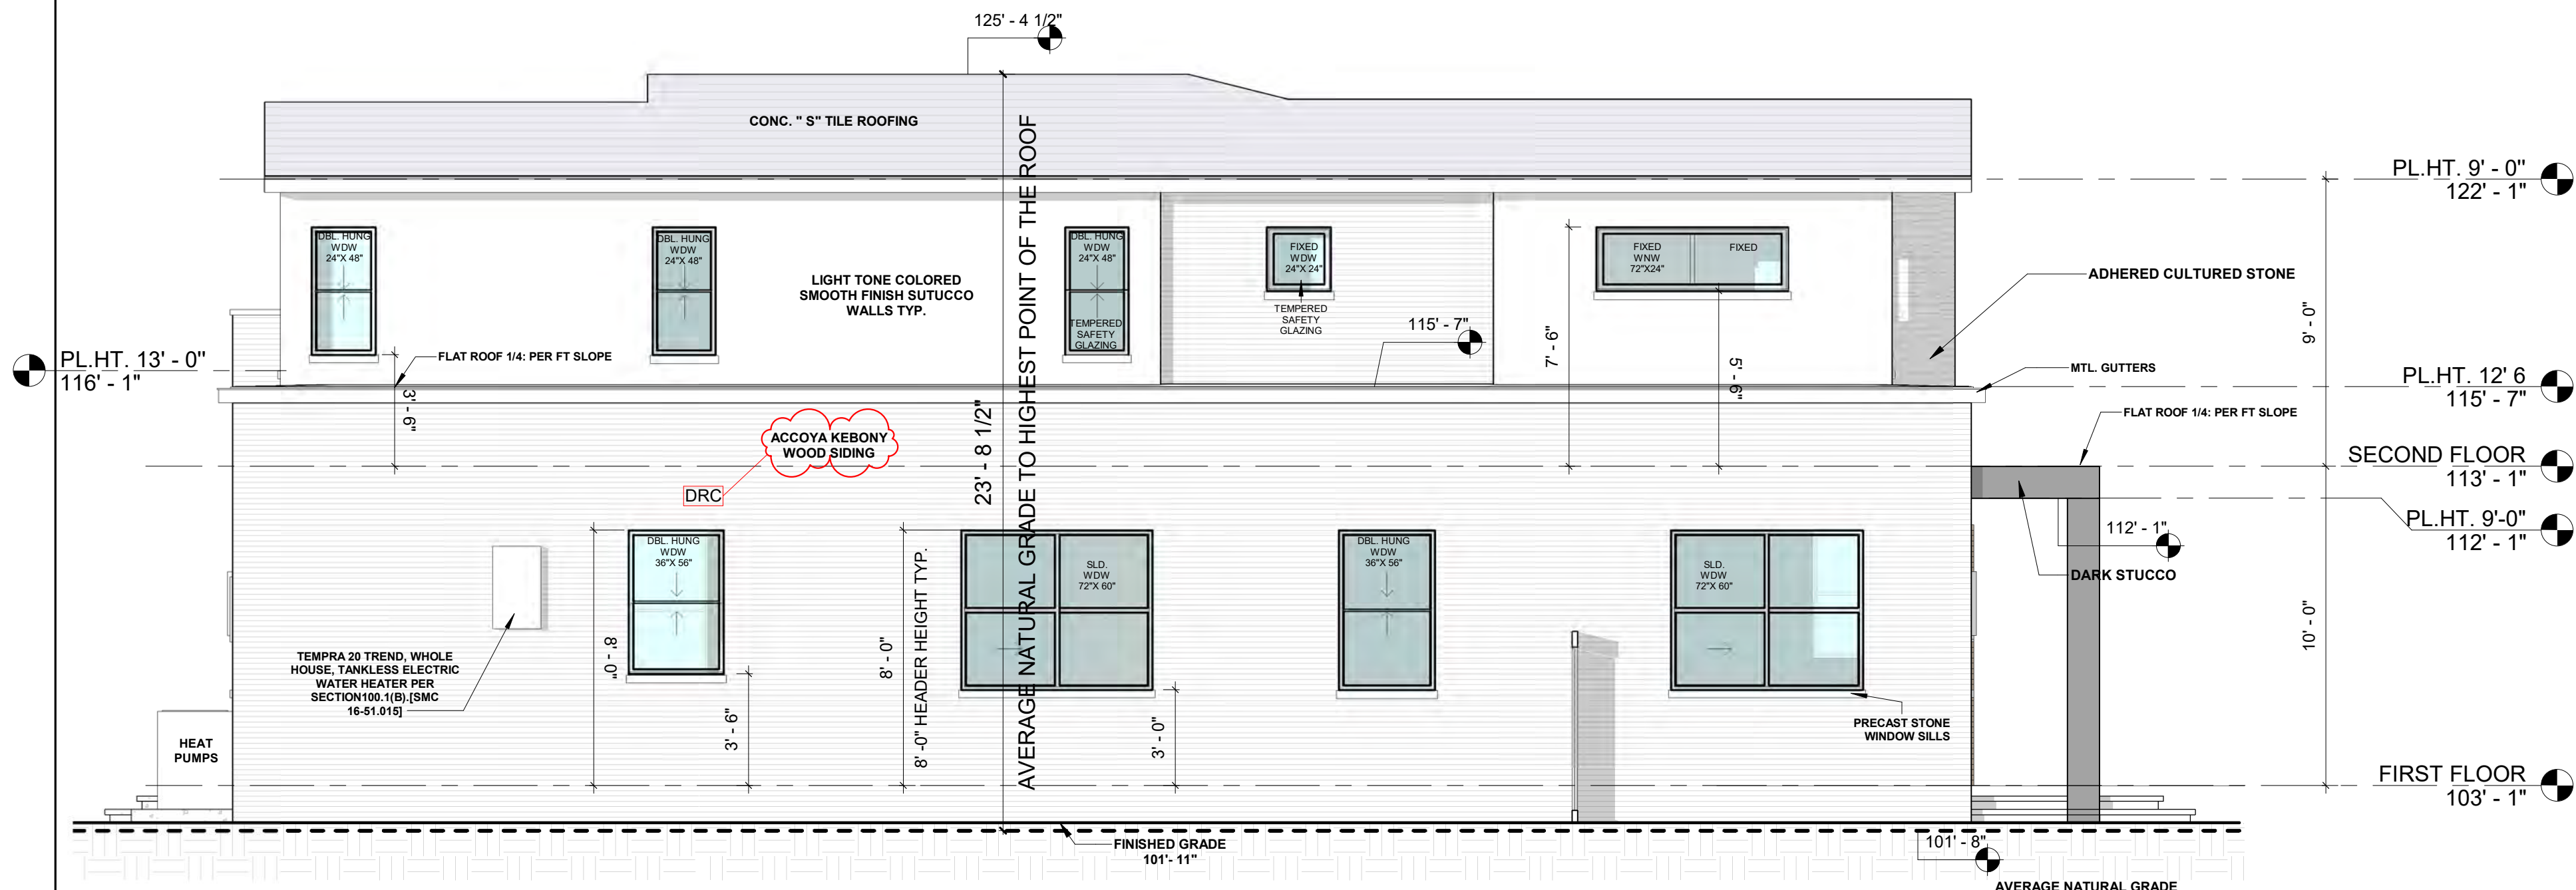 125' - 4 1/2"
CONC. " S" TILE ROOFING
PL.HT. 9' - 0"
122' - 1"
DBL. HUNG
WDW
24"X 48"
DBL. HUNG
WDW
24"X 48"
DBL. HUNG
WDW
24"X 48"
TEMPERED
SAFETY
GLAZING
FIXED
WDW
24"X 24"
TEMPERED
SAFETY
GLAZING
FIXED
WNW
72"X24"
FIXED
LIGHT TONE COLORED
SMOOTH FINISH SUTUCCO
WALLS TYP.
ADHERED CULTURED STONE
9' - 0"
115' - 7"
7' - 6"
5' - 6"
FLAT ROOF 1/4: PER FT SLOPE
PL.HT. 13' - 0"
116' - 1"
3' - 6"
MTL. GUTTERS
PL.HT. 12' 6
115' - 7"
FLAT ROOF 1/4: PER FT SLOPE
ACCOYA KEBONY
WOOD SIDING
DRC
23' - 8 1/2"
AVERAGE NATURAL GRADE TO HIGHEST POINT OF THE ROOF
SECOND FLOOR
113' - 1"
PL.HT. 9'-0"
112' - 1"
112' - 1"
DARK STUCCO
DBL. HUNG
WDW
36"X 56"
SLD.
WDW
72"X 60"
DBL. HUNG
WDW
36"X 56"
SLD.
WDW
72"X 60"
8' - 0"
8' - 0"
8' -0" HEADER HEIGHT TYP.
10' - 0"
TEMPRA 20 TREND, WHOLE
HOUSE, TANKLESS ELECTRIC
WATER HEATER PER
SECTION100.1(B).[SMC
16-51.015]
3' - 6"
3' - 0"
PRECAST STONE
WINDOW SILLS
HEAT
PUMPS
FIRST FLOOR
103' - 1"
FINISHED GRADE
101'- 11"
101' - 8"
AVERAGE NATURAL GRADE